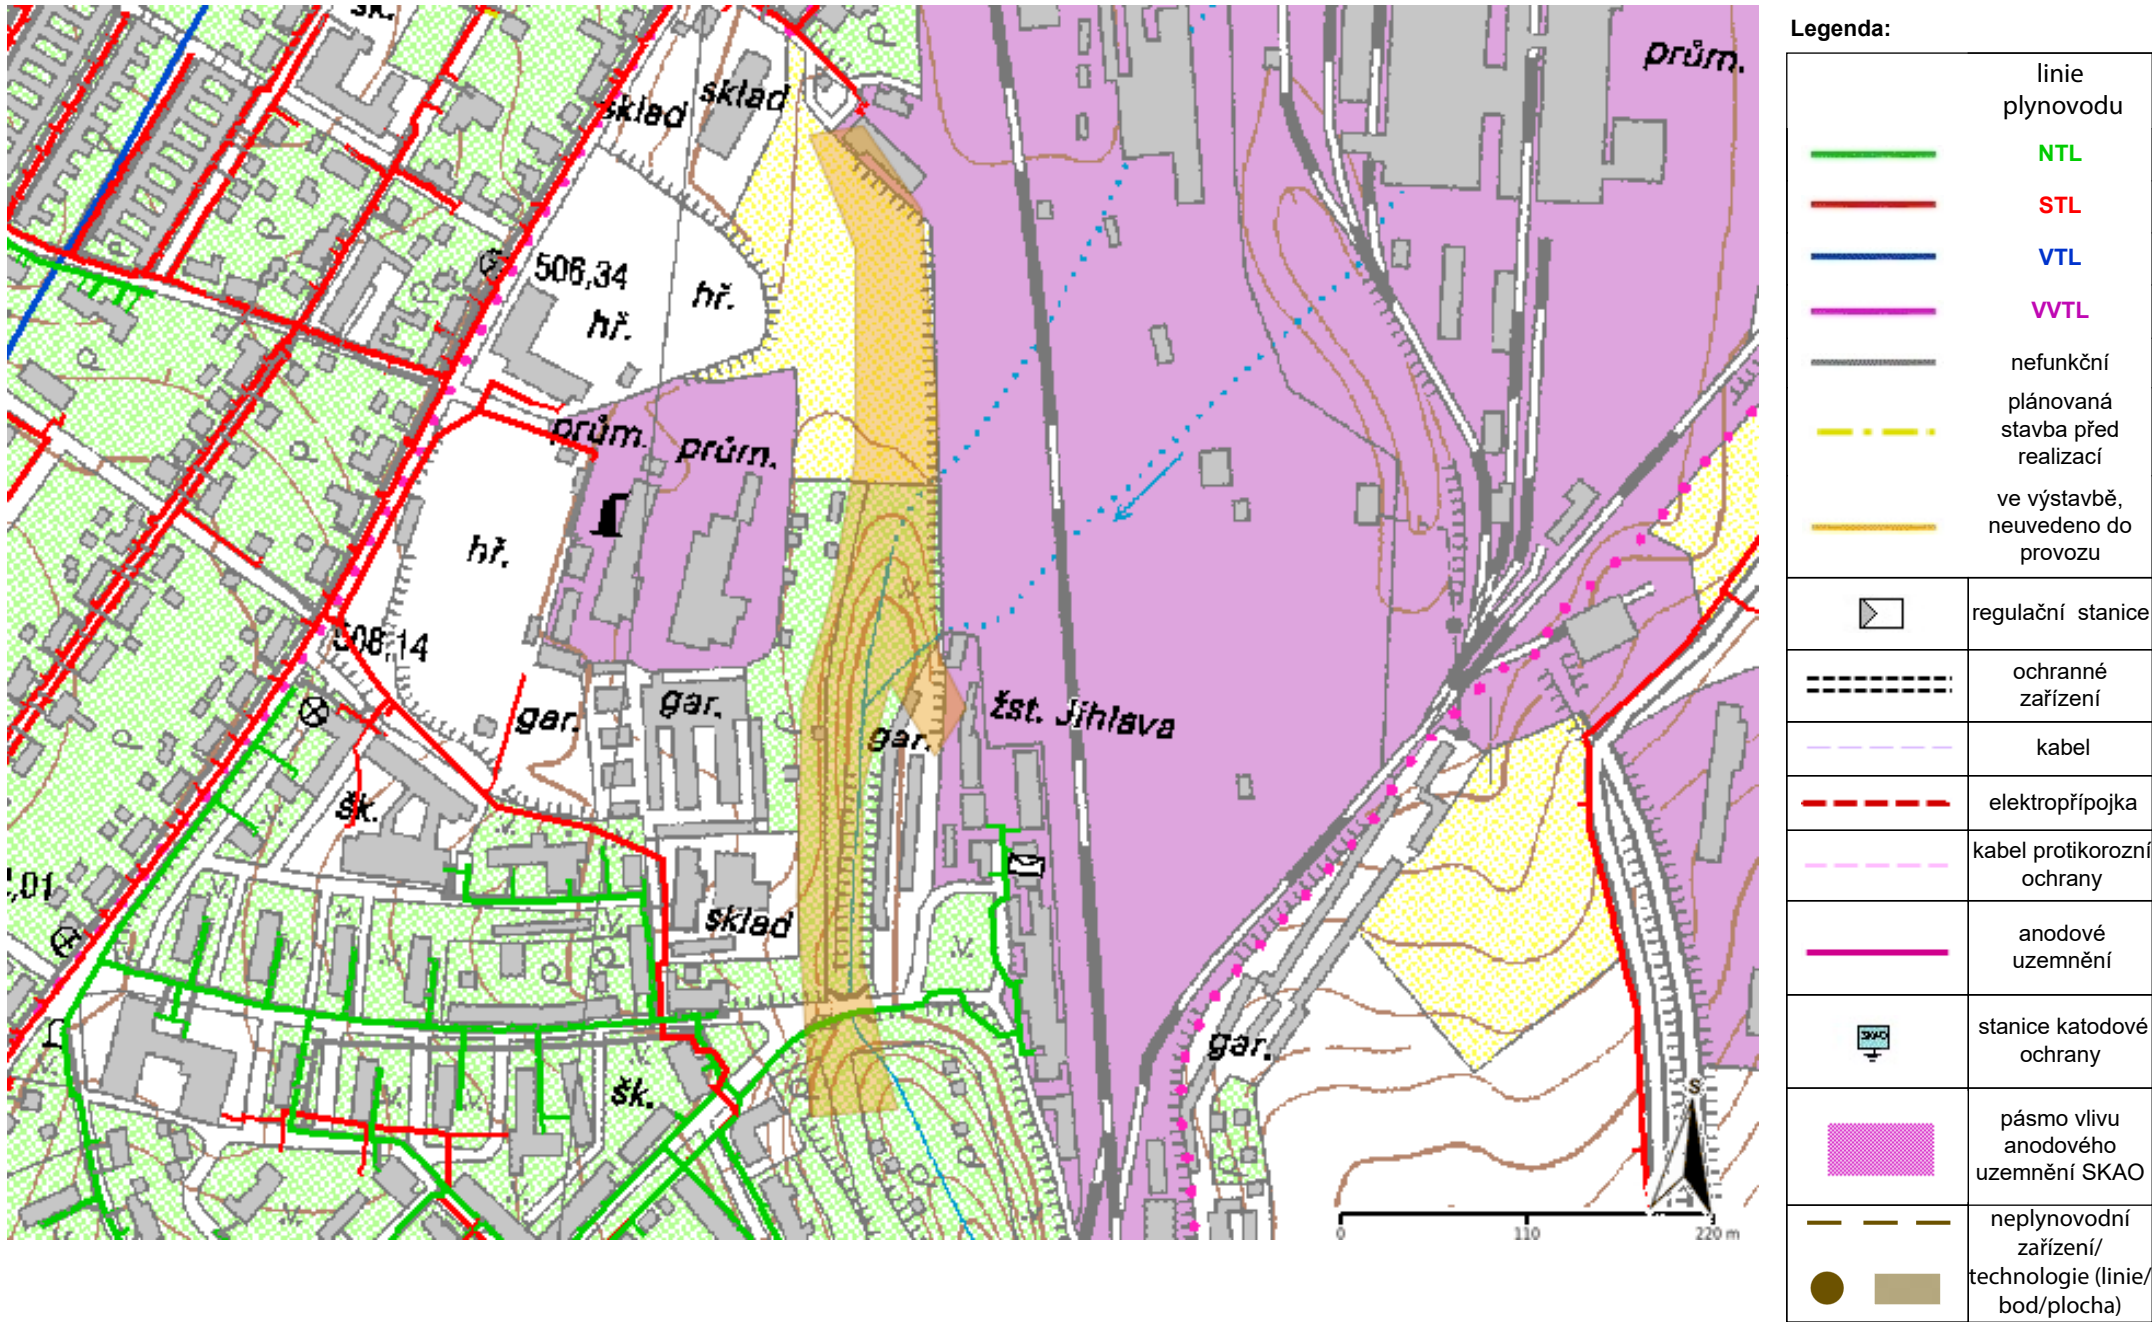 šk.
sklad
sklad
prům.
506,34
hř.
hř.
prům.
prům.
hř.
508,14
gar.
gar.
gar.
žst. Jihlava
šk.
sklad
,01
šk.
gar.
S
0
110
220 m
Legenda:
linie
plynovodu
NTL
STL
VTL
VVTL
nefunkční
plánovaná
stavba před
realizací
ve výstavbě,
neuvedeno do
provozu
regulační stanice
ochranné
zařízení
kabel
elektropřípojka
kabel protikorozní
ochrany
anodové
uzemnění
SKAO
stanice katodové
ochrany
pásmo vlivu
anodového
uzemnění SKAO
neplynovodní
zařízení/
technologie (linie/
bod/plocha)